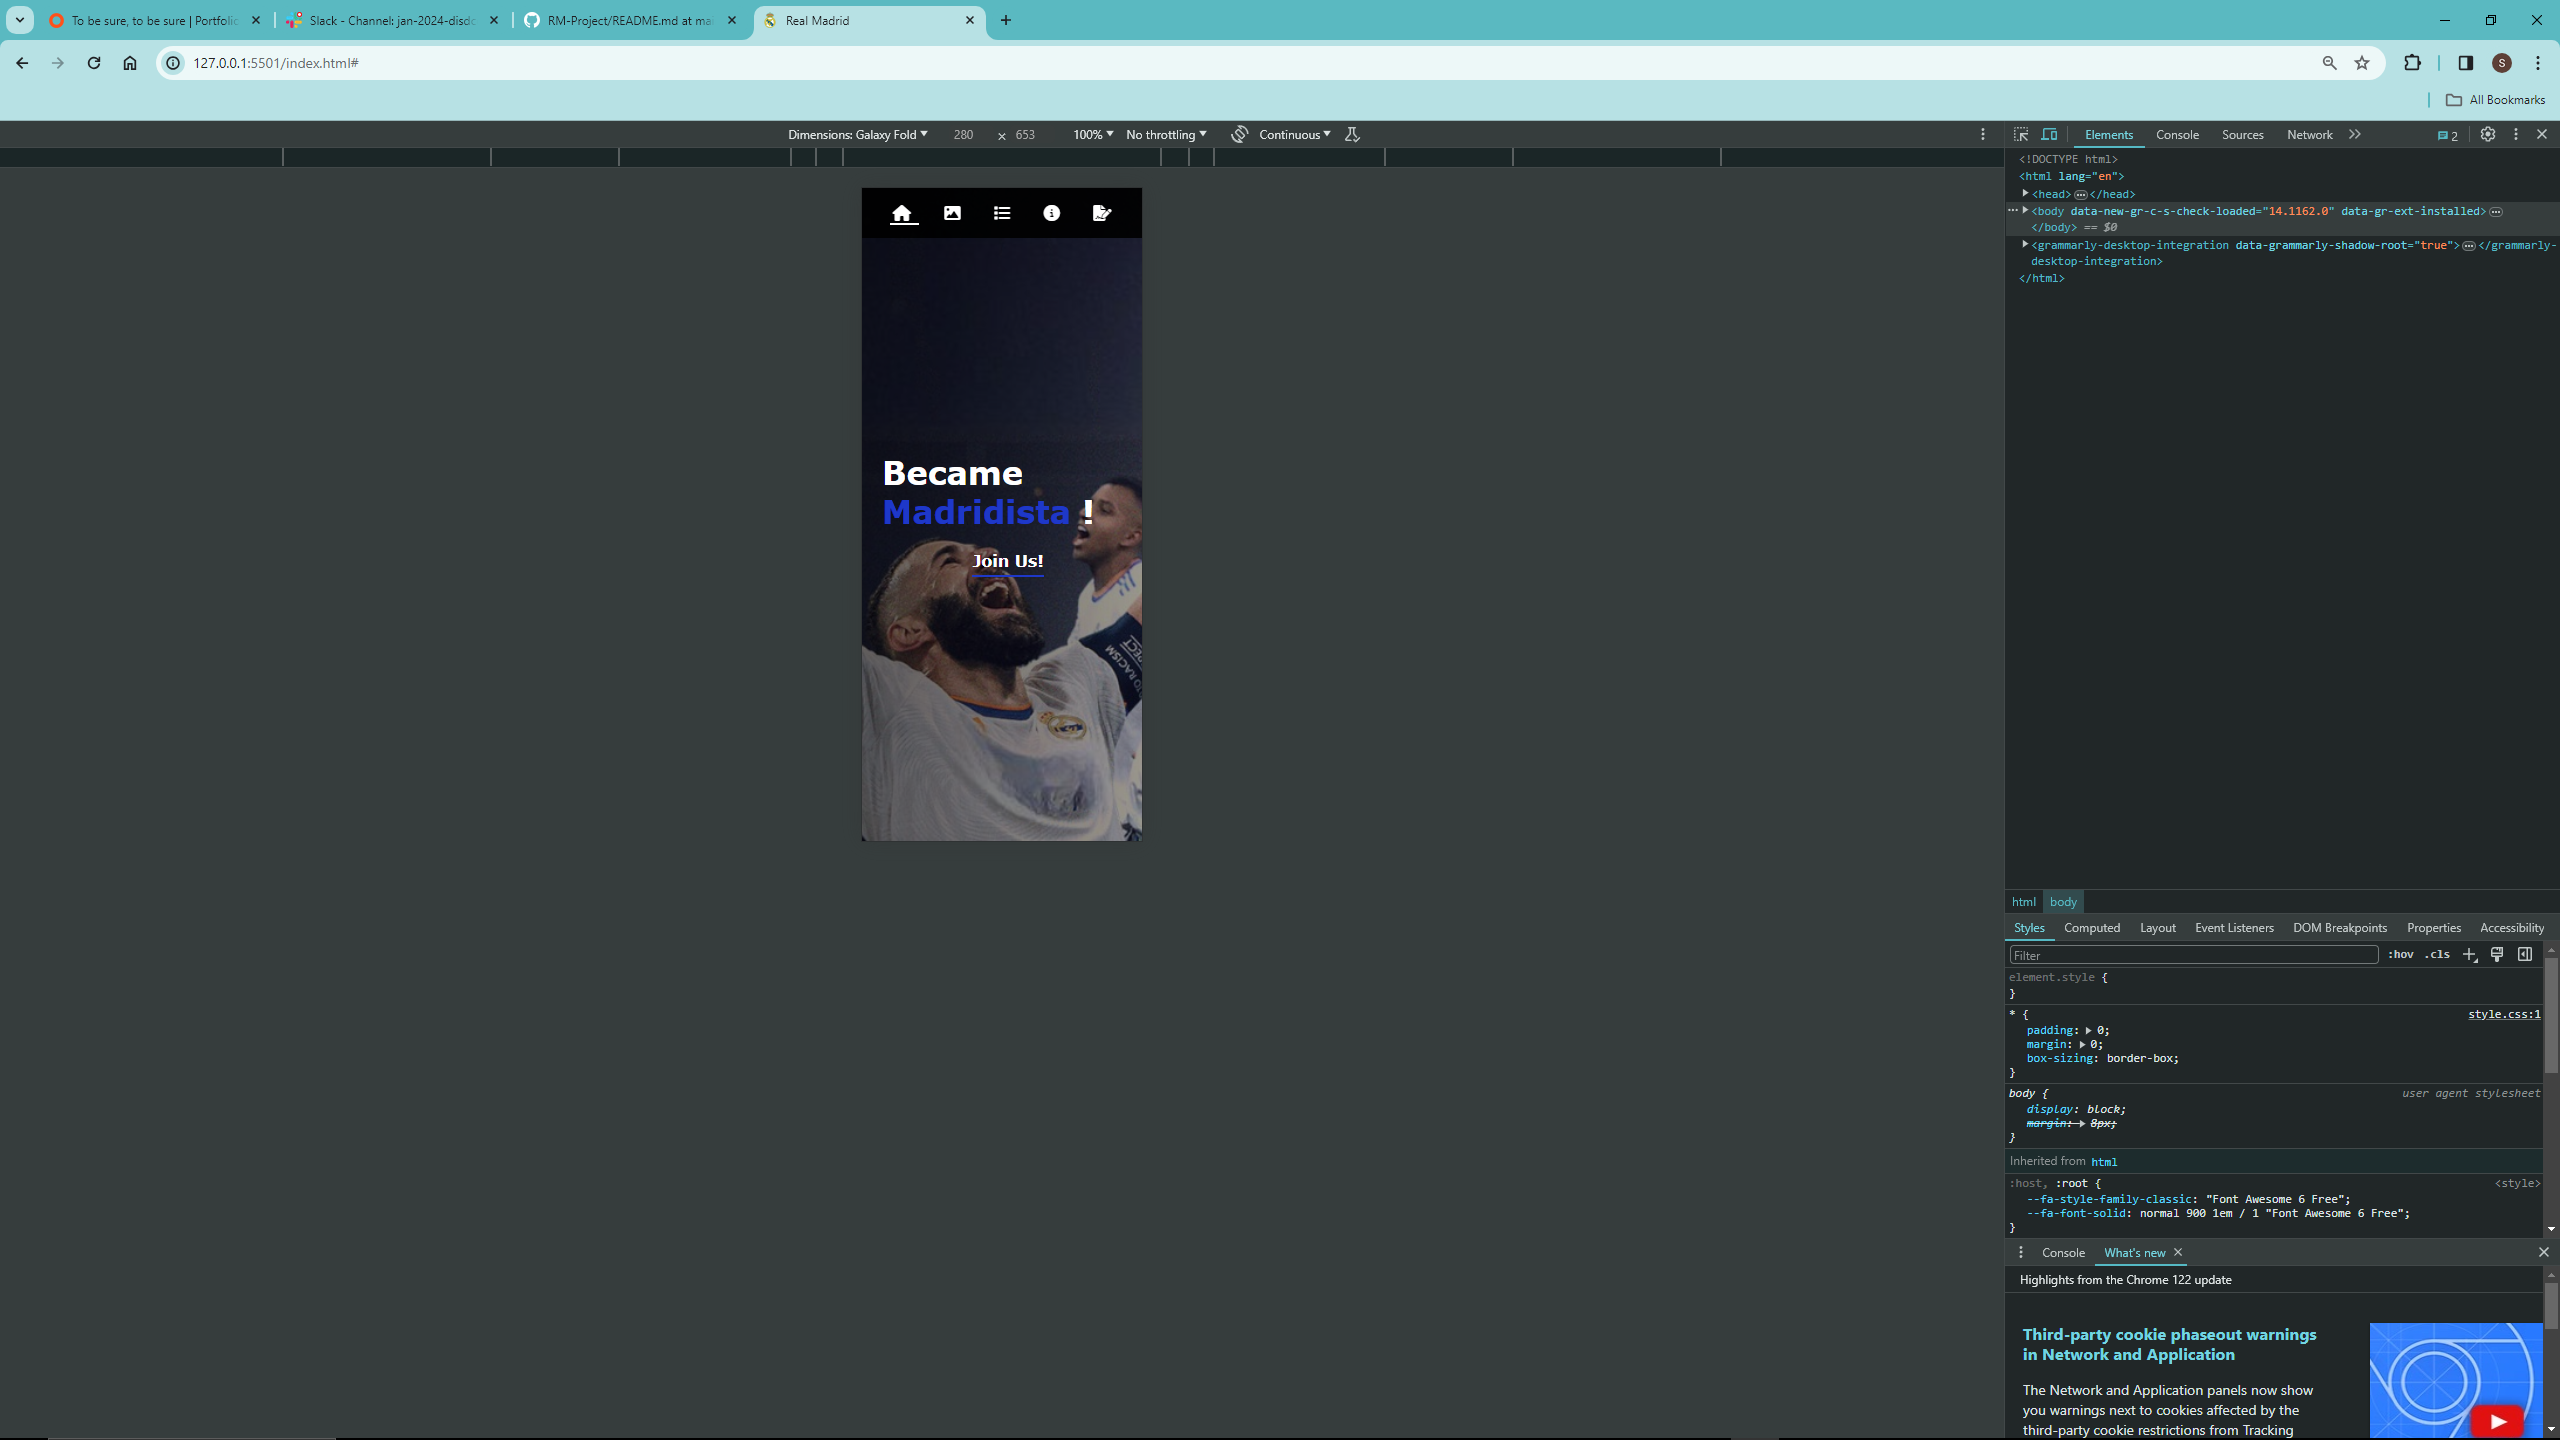 To be sure, to be sure | Portfolio
Slack - Channel: jan-2024-disdc
RM-Project/README.md at ma
Real Madrid
127.0.0.1:5501/index.html#
S
All Bookmarks
Dimensions: Galaxy Fold 280 × 653 100% No throttling Continuous
Elements Console Sources Network 2
<!DOCTYPE html>
<html lang="en">
<head> </head>
<body data-new-gr-c-s-check-loaded="14.1162.0" data-gr-ext-installed>
</body> == $0
<grammarly-desktop-integration data-grammarly-shadow-root="true"> </grammarly-
desktop-integration>
</html>
Became
Madridista !
Join Us!
RACISM
html body
Styles Computed Layout Event Listeners DOM Breakpoints Properties Accessibility
Filter :hov .cls
element.style {
}
* { style.css:1
padding: 0;
margin: 0;
box-sizing: border-box;
}
body { user agent stylesheet
display: block;
margin: 8px;
}
Inherited from html
:host, :root { <style>
--fa-style-family-classic: "Font Awesome 6 Free";
--fa-font-solid: normal 900 1em / 1 "Font Awesome 6 Free";
}
Console What's new
Highlights from the Chrome 122 update
Third-party cookie phaseout warnings
in Network and Application
The Network and Application panels now show
you warnings next to cookies affected by the
third-party cookie restrictions from Tracking